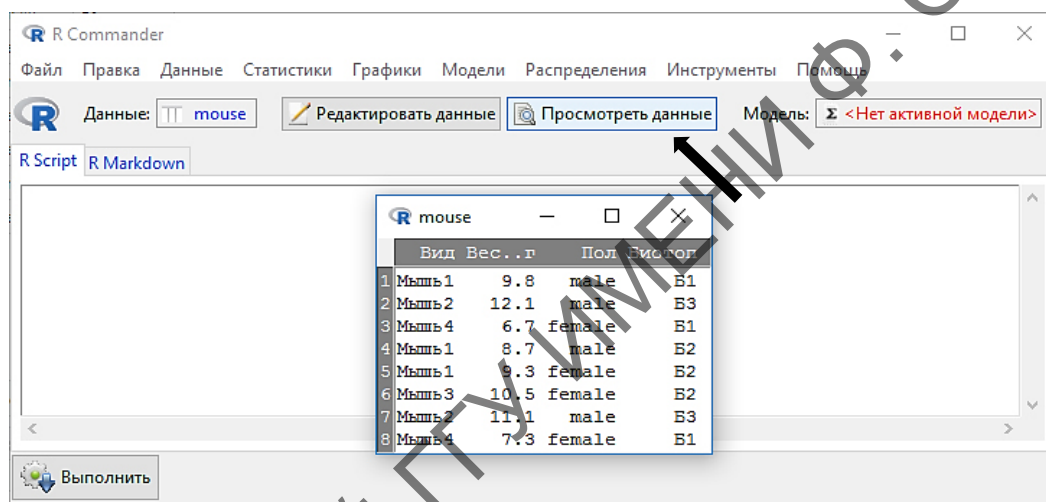 R Commander
Файл Правка Данные Статистики Графики Модели Распределения Инструменты Помощь
Данные: mouse Редактировать данные Просмотреть данные Модель: Σ <Нет активной модели>
R Script R Markdown
mouse
Вид Вес..г Пол Биотоп
1 Мышь1 9.8 male Б1
2 Мышь2 12.1 male Б3
3 Мышь4 6.7 female Б1
4 Мышь1 8.7 male Б2
5 Мышь1 9.3 female Б2
6 Мышь3 10.5 female Б2
7 Мышь2 11.1 male Б3
8 Мышь4 7.3 female Б1
Выполнить
ГГУ ИМЕНИ Ф.